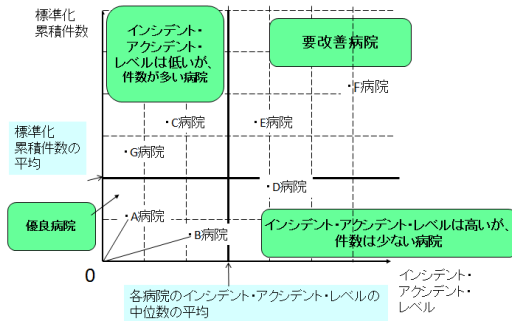 標準化
累積件数
インシデント・
アクシデント・
レベルは低いが、
件数が多い病院
要改善病院
・F病院
・C病院
・E病院
標準化
累積件数の
平均
・G病院
・D病院
優良病院
・A病院
・B病院
インシデント・アクシデント・レベルは高いが、
件数は少ない病院
0
インシデント・
アクシデント・
レベル
各病院のインシデント・アクシデント・レベルの
中位数の平均